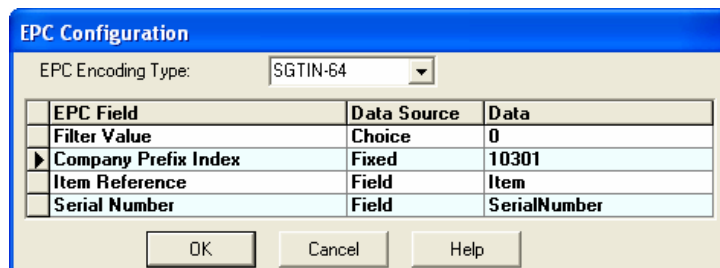 EPC Configuration
EPC Encoding Type: SGTIN-64
EPC Field Data Source Data
Filter Value Choice 0
Company Prefix Index Fixed 10301
Item Reference Field Item
Serial Number Field SerialNumber
OK Cancel Help